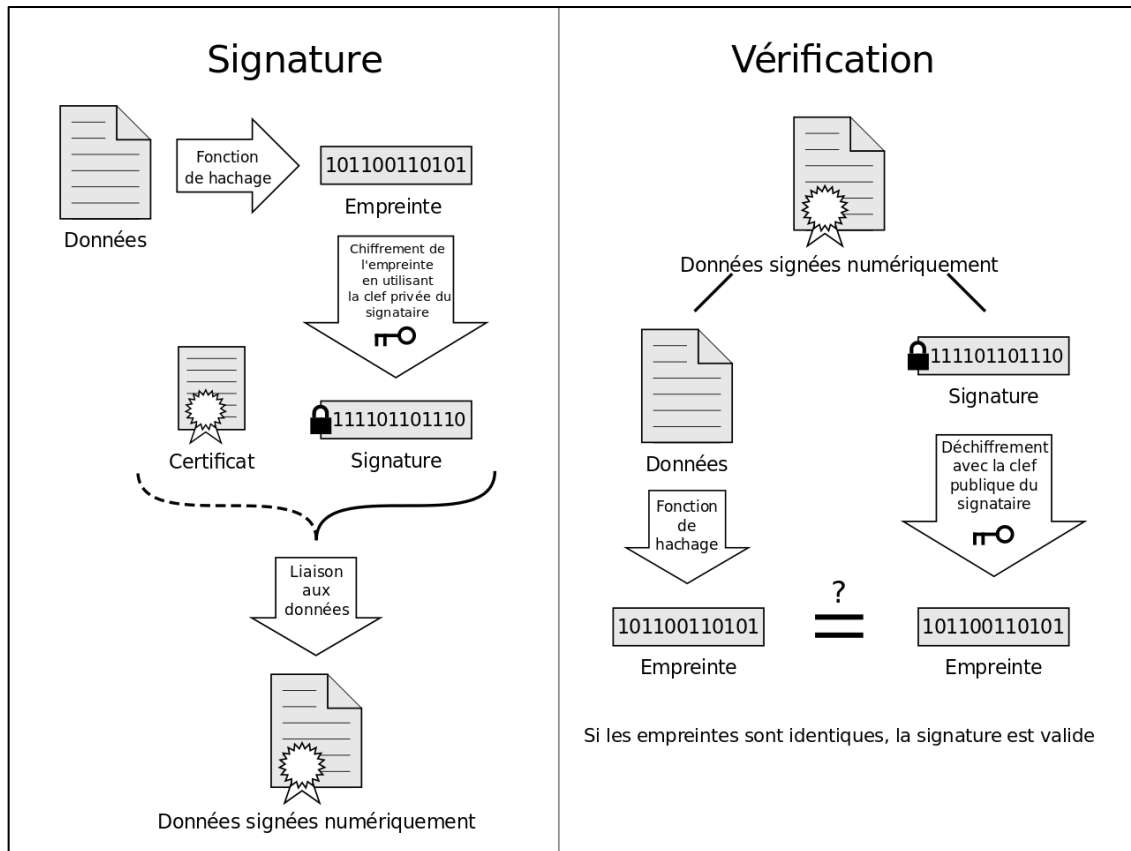 Signature
Fonction
de hachage
101100110101
Empreinte
Données
Chiffrement de
l'empreinte
en utilisant
la clef privée du
signataire
111101101110
Certificat
Signature
Liaison
aux
données
Données signées numériquement
Vérification
Données signées numériquement
111101101110
Signature
Données
Déchiffrement
avec la clef
publique du
signataire
Fonction
de
hachage
?
101100110101
101100110101
Empreinte
Empreinte
Si les empreintes sont identiques, la signature est valide